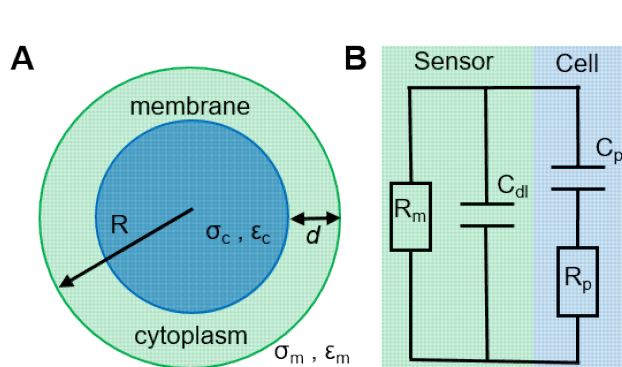 A
membrane
R
σc , εc
d
cytoplasm
σm , εm
B
Sensor
Cell
Cp
Cdl
Rm
Rp